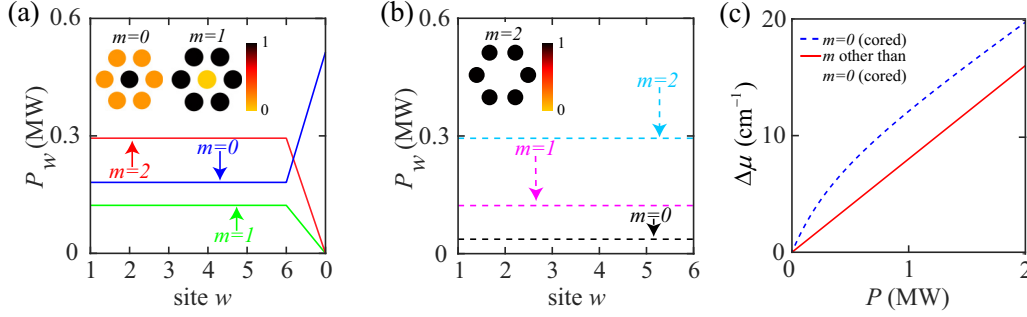 (a)
0.6
0.3
0
P_w (MW)
m=0
m=1
1
0
m=0
m=2
m=1
1 2 3 4 5 6 0
site w
(b)
0.6
0.3
0
P_w (MW)
m=2
1
0
m=2
m=1
m=0
1 2 3 4 5 6
site w
(c)
20
10
0
Δμ (cm⁻¹)
m=0 (cored)
m other than
m=0 (cored)
0 1 2
P (MW)